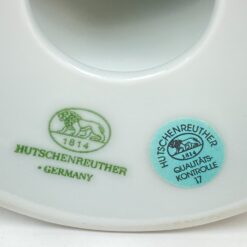 1814
HUTSCHENREUTHER
• GERMANY
HUTSCHENREUTHER
1814
QUALITÄTS-
KONTROLLE
17